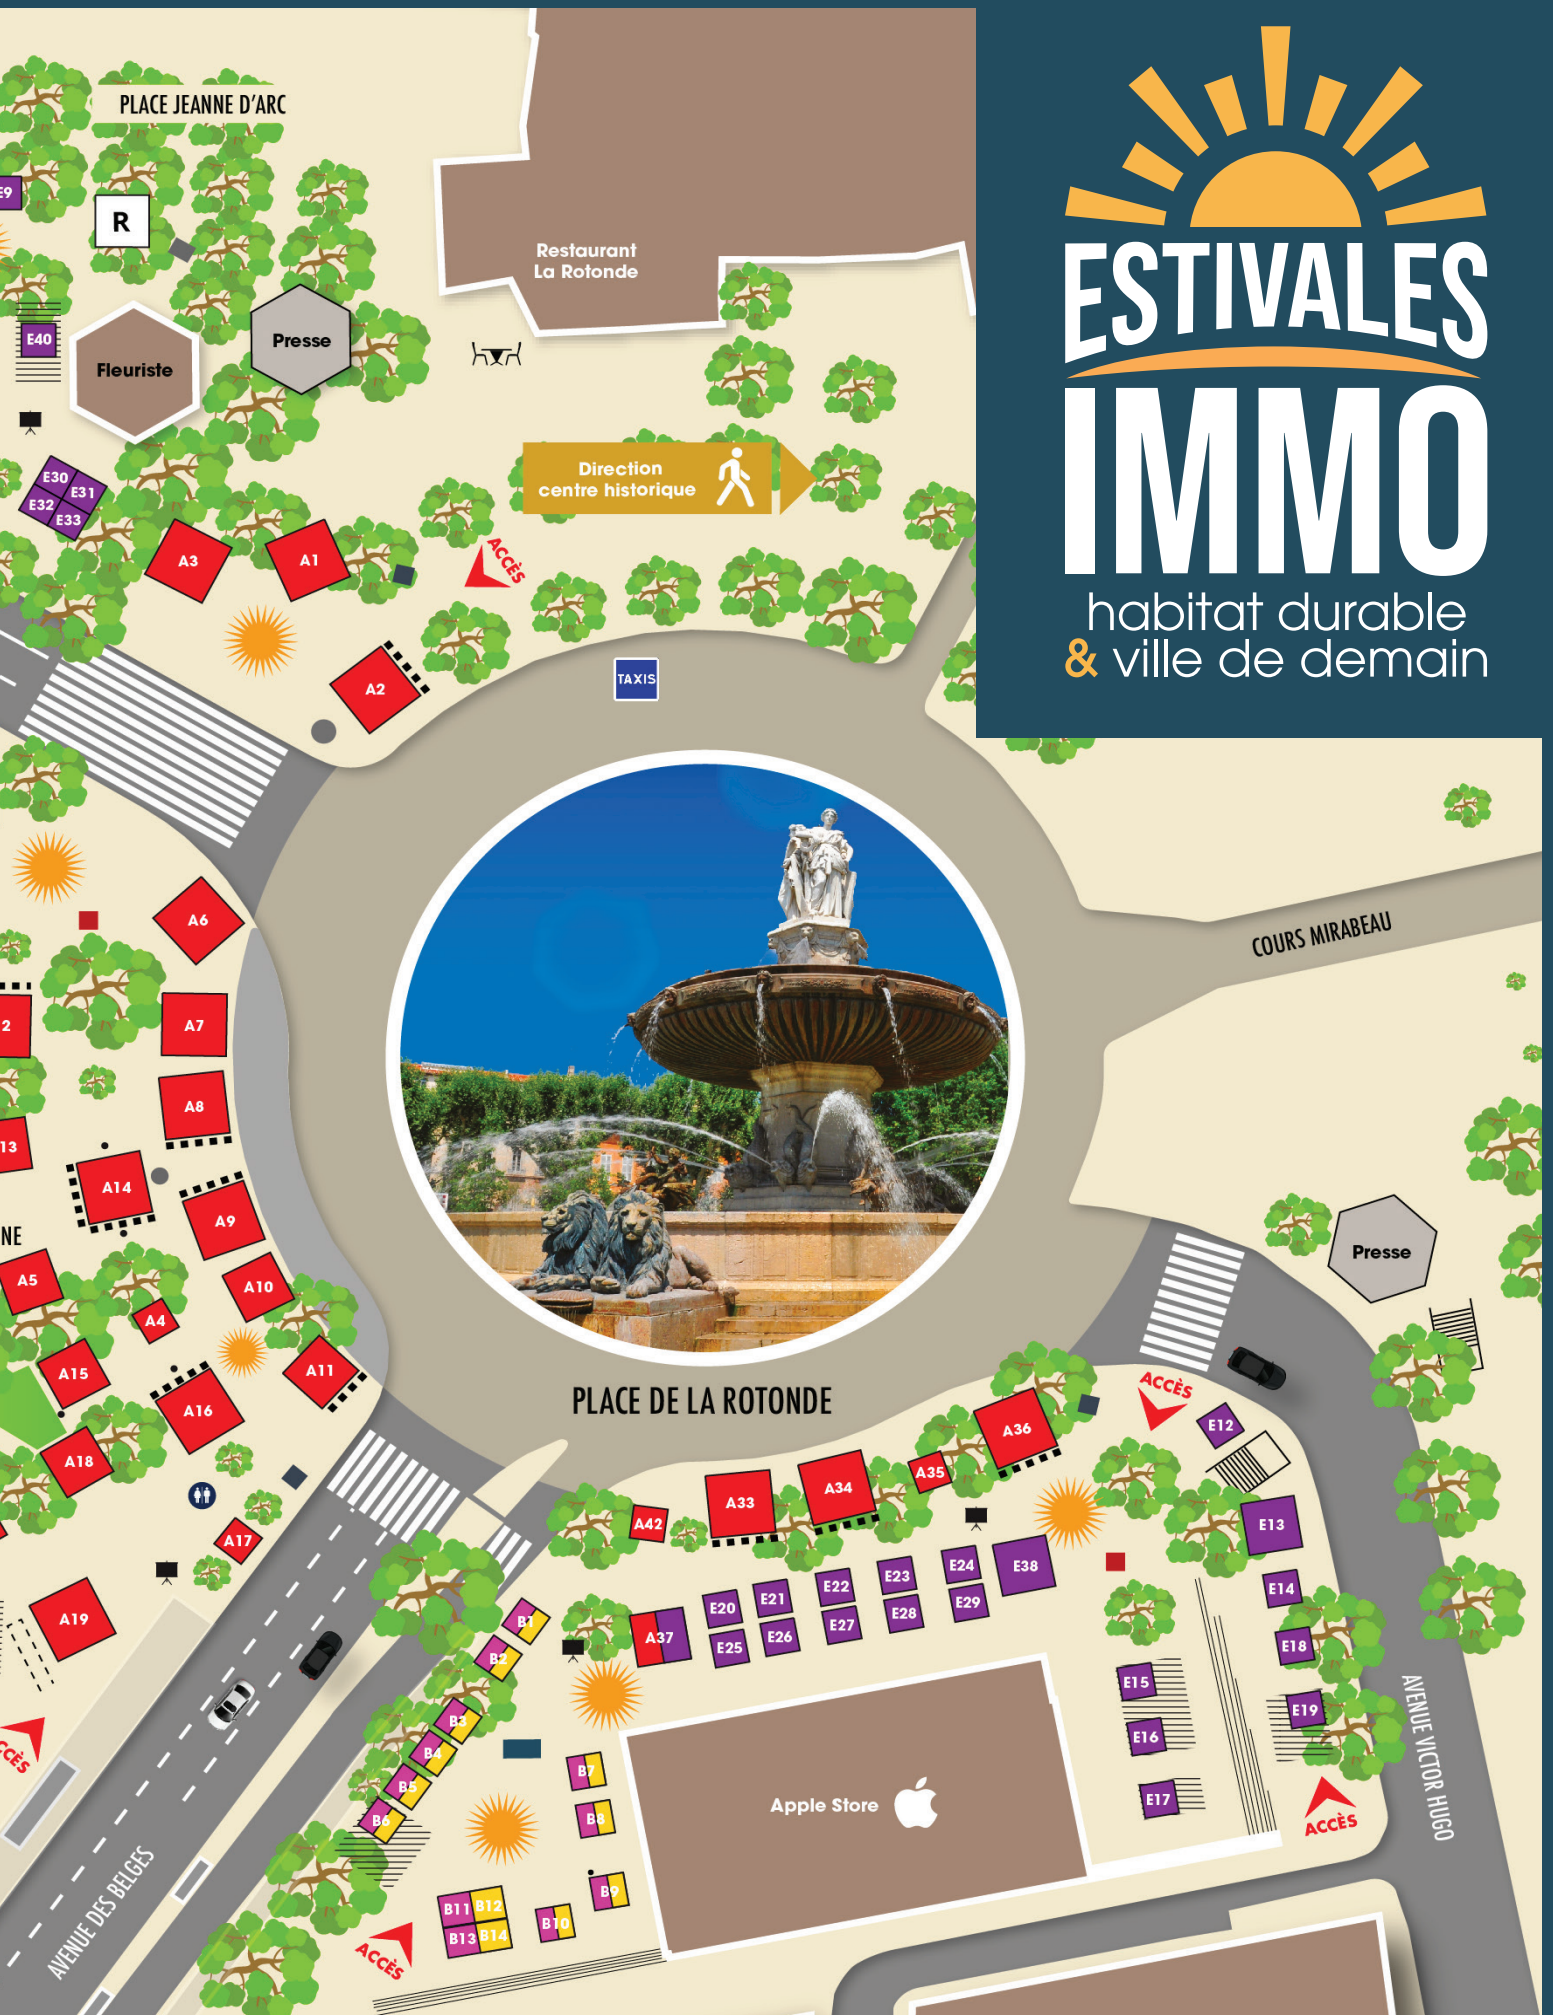 PLACE JEANNE D'ARC
E9
R
Restaurant
La Rotonde
E40
Fleuriste
Presse
ESTIVALES
IMMO
habitat durable
& ville de demain
Direction
centre historique
E30
E31
E32
E33
A3
A1
ACCÈS
A2
TAXIS
A6
COURS MIRABEAU
2
A7
A8
13
A14
A9
NE
A5
A10
A4
A15
A11
A16
A18
A17
A19
Presse
PLACE DE LA ROTONDE
ACCÈS
E12
A36
A35
A34
A33
A42
E13
E24
E38
E23
E22
E21
E20
E29
E28
E27
E26
E25
A37
E14
E18
E15
E19
E16
E17
B1
B2
B3
B4
B5
B6
B7
B8
B9
B10
B11
B12
B13
B14
Apple Store
ACCÈS
AVENUE VICTOR HUGO
AVENUE DES BELGES
ACCÈS
CCÈS